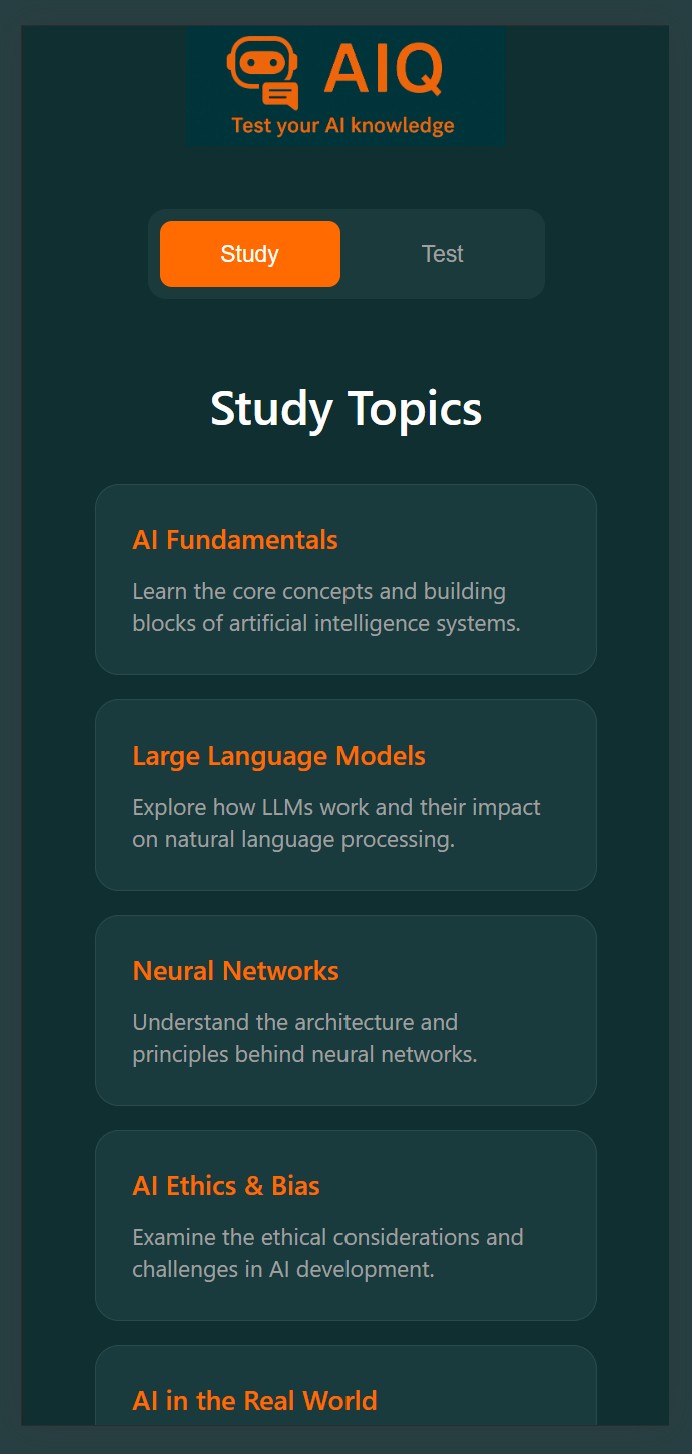 AIQ
Test your AI knowledge
Study
Test
Study Topics
AI Fundamentals
Learn the core concepts and building
blocks of artificial intelligence systems.
Large Language Models
Explore how LLMs work and their impact
on natural language processing.
Neural Networks
Understand the architecture and
principles behind neural networks.
AI Ethics & Bias
Examine the ethical considerations and
challenges in AI development.
AI in the Real World